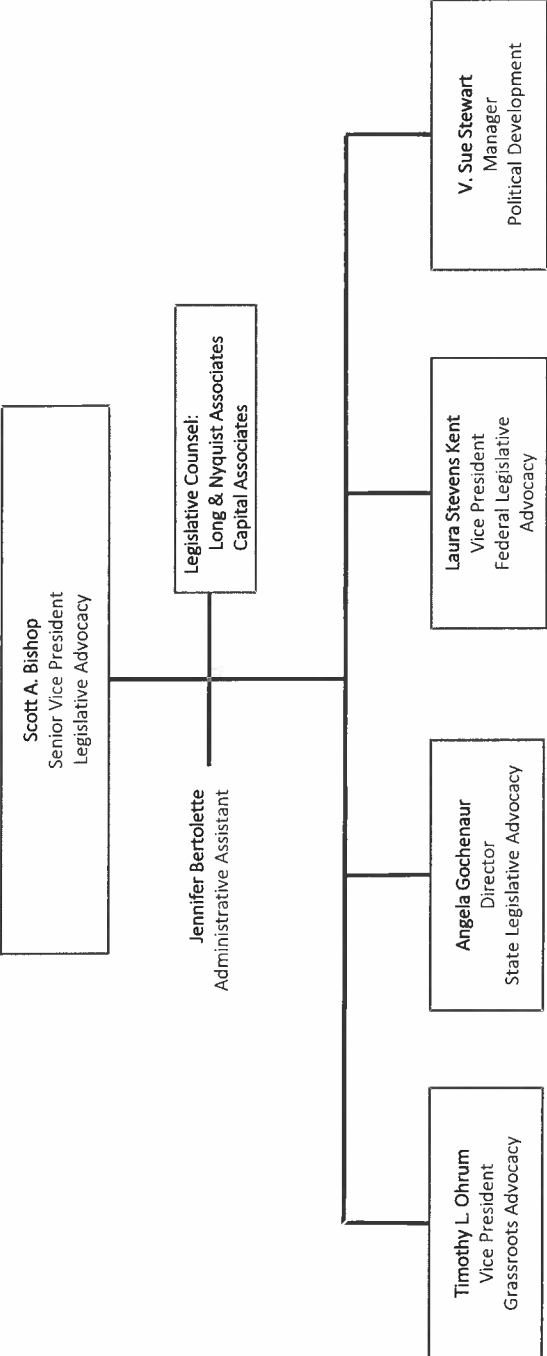 Scott A. Bishop
Senior Vice President
Legislative Advocacy
Jennifer Bertolette
Administrative Assistant
Legislative Counsel:
Long & Nyquist Associates
Capital Associates
Timothy L. Ohrum
Vice President
Grassroots Advocacy
Angela Gochenaur
Director
State Legislative Advocacy
Laura Stevens Kent
Vice President
Federal Legislative
Advocacy
V. Sue Stewart
Manager
Political Development